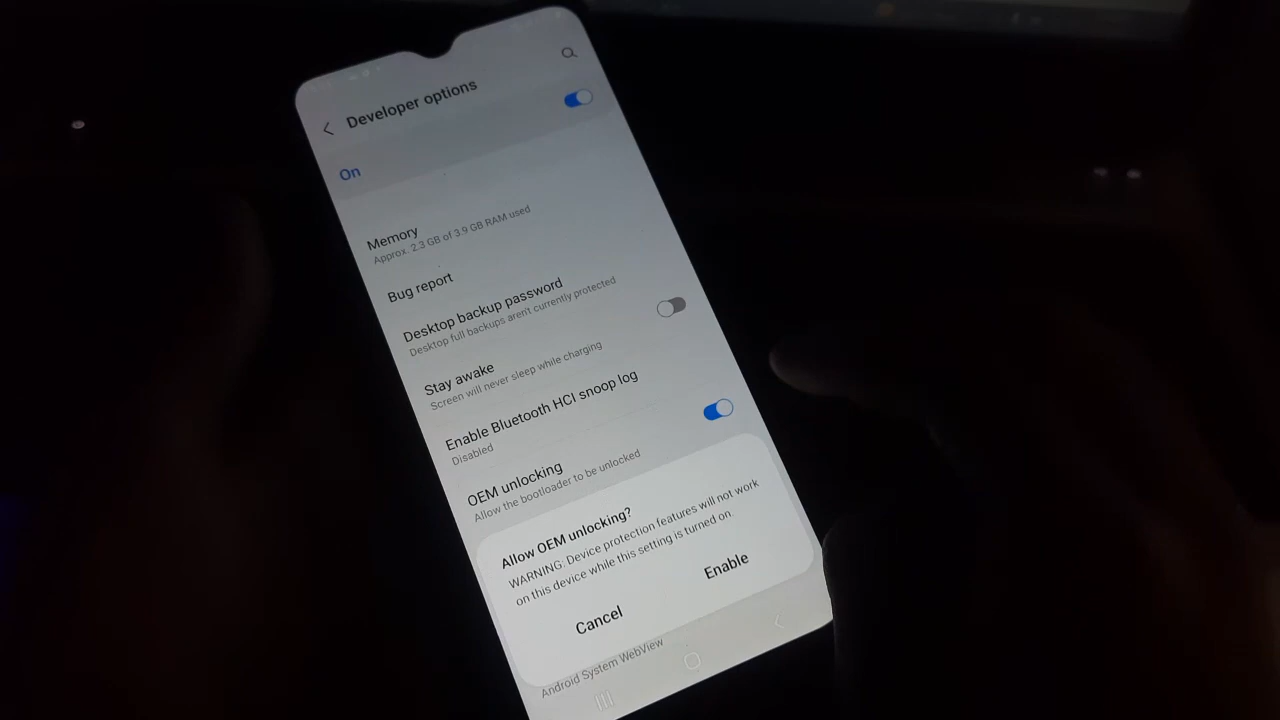 Developer options
On
Memory
Approx. 2.3 GB of 3.9 GB RAM used
Bug report
Desktop backup password
Desktop full backups aren't currently protected
Stay awake
Screen will never sleep while charging
Enable Bluetooth HCI snoop log
Disabled
OEM unlocking
Allow the bootloader to be unlocked
Allow OEM unlocking?
WARNING: Device protection features will not work
on this device while this setting is turned on.
Cancel
Enable
Android System WebView